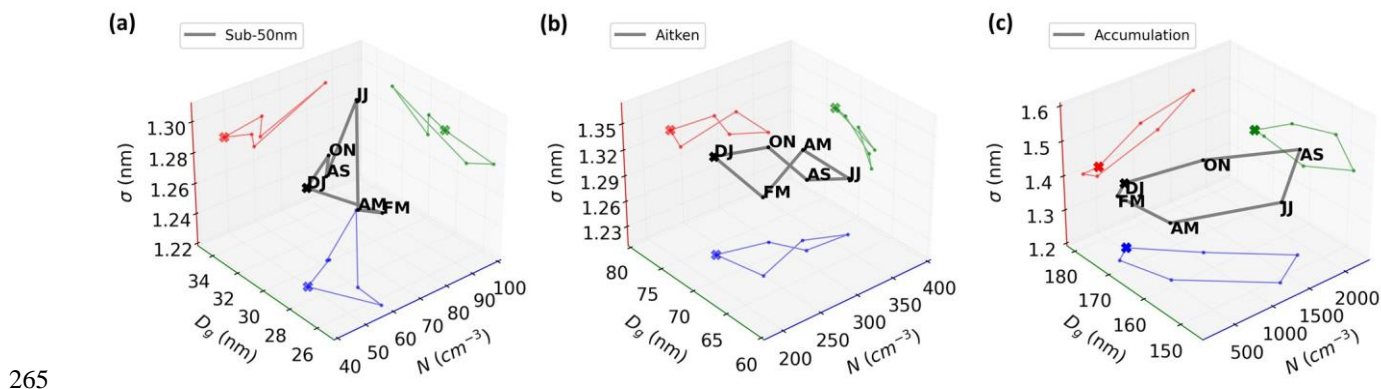 (a)
Sub-50nm
JJ
ON
AS
DJ
AM
FM
σ (nm)
1.30
1.28
1.26
1.24
1.22
34
32
30
28
26
D_g (nm)
40
50
60
70
80
90
100
N (cm⁻³)
(b)
Aitken
DJ
ON
AM
AS
JJ
FM
σ (nm)
1.35
1.32
1.29
1.26
1.23
80
75
70
65
60
D_g (nm)
200
250
300
350
400
N (cm⁻³)
(c)
Accumulation
ON
AS
DJ
FM
JJ
AM
σ (nm)
1.6
1.5
1.4
1.3
1.2
180
170
160
150
D_g (nm)
500
1000
1500
2000
N (cm⁻³)
265